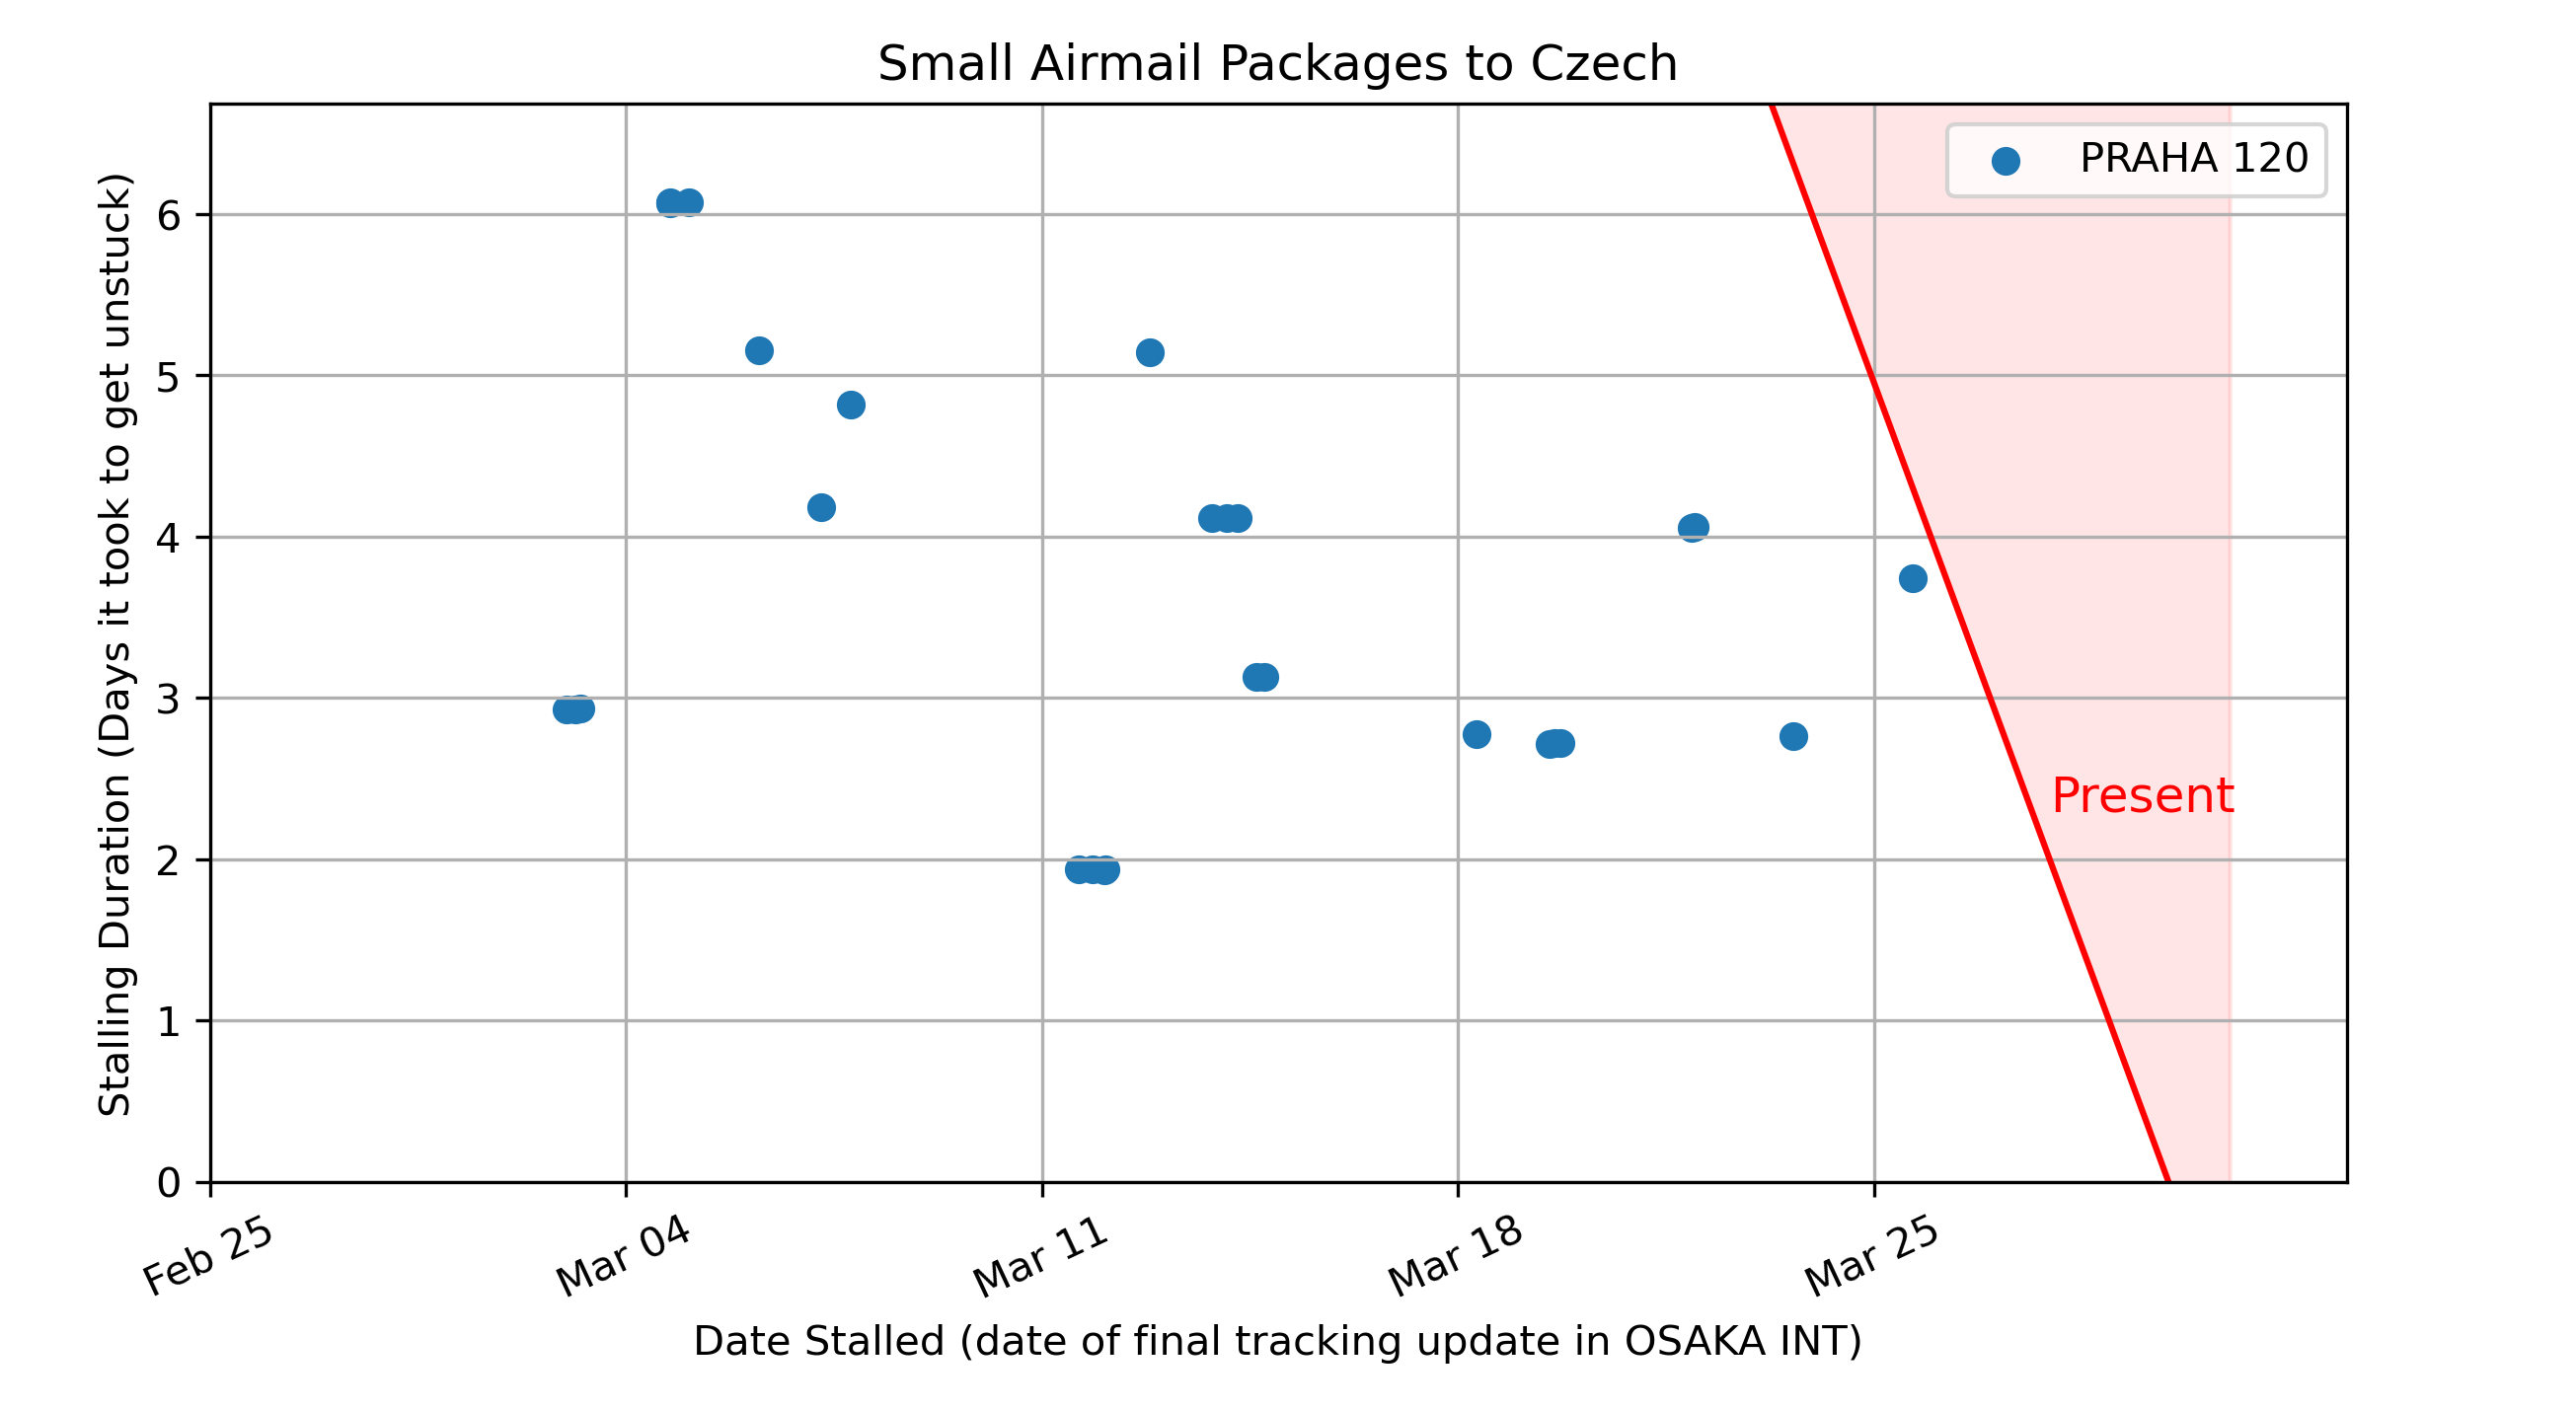 Small Airmail Packages to Czech
PRAHA 120
Stalling Duration (Days it took to get unstuck)
6
5
4
3
2
1
0
Present
Feb 25
Mar 04
Mar 11
Mar 18
Mar 25
Date Stalled (date of final tracking update in OSAKA INT)